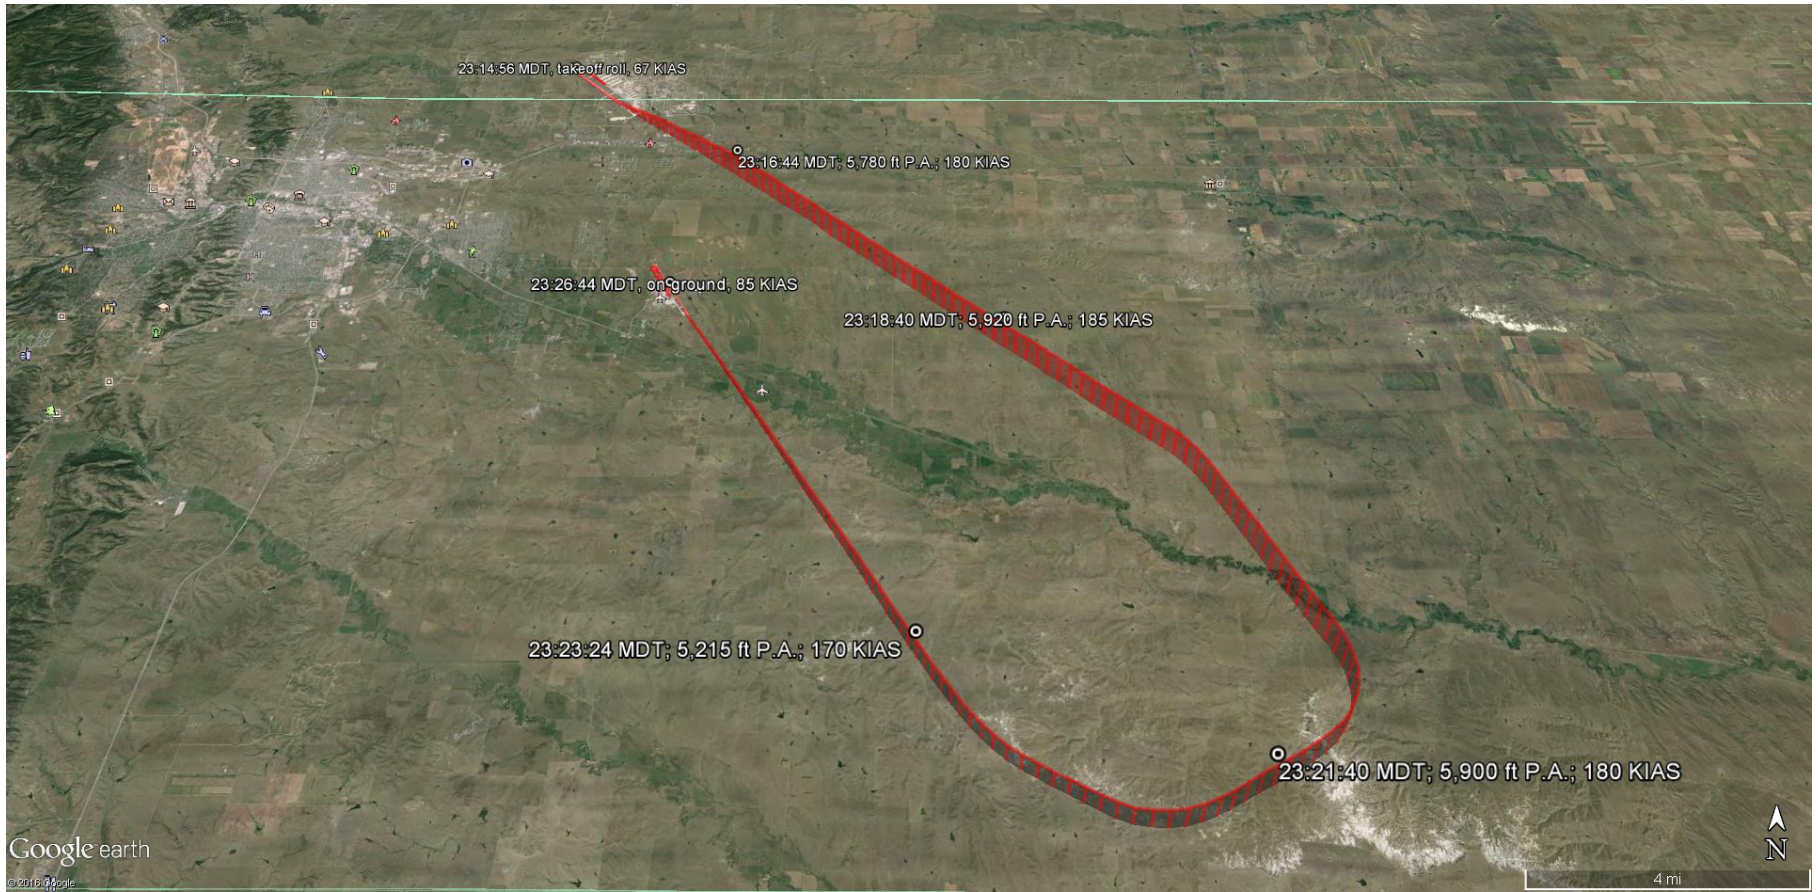 23:14:56 MDT, takeoff roll, 67 KIAS
23:16:44 MDT; 5,780 ft P.A.; 180 KIAS
23:26:44 MDT, on ground, 85 KIAS
23:18:40 MDT; 5,920 ft P.A.; 185 KIAS
23:23:24 MDT; 5,215 ft P.A.; 170 KIAS
23:21:40 MDT; 5,900 ft P.A.; 180 KIAS
N
Google earth
© 2016 Google
4 mi